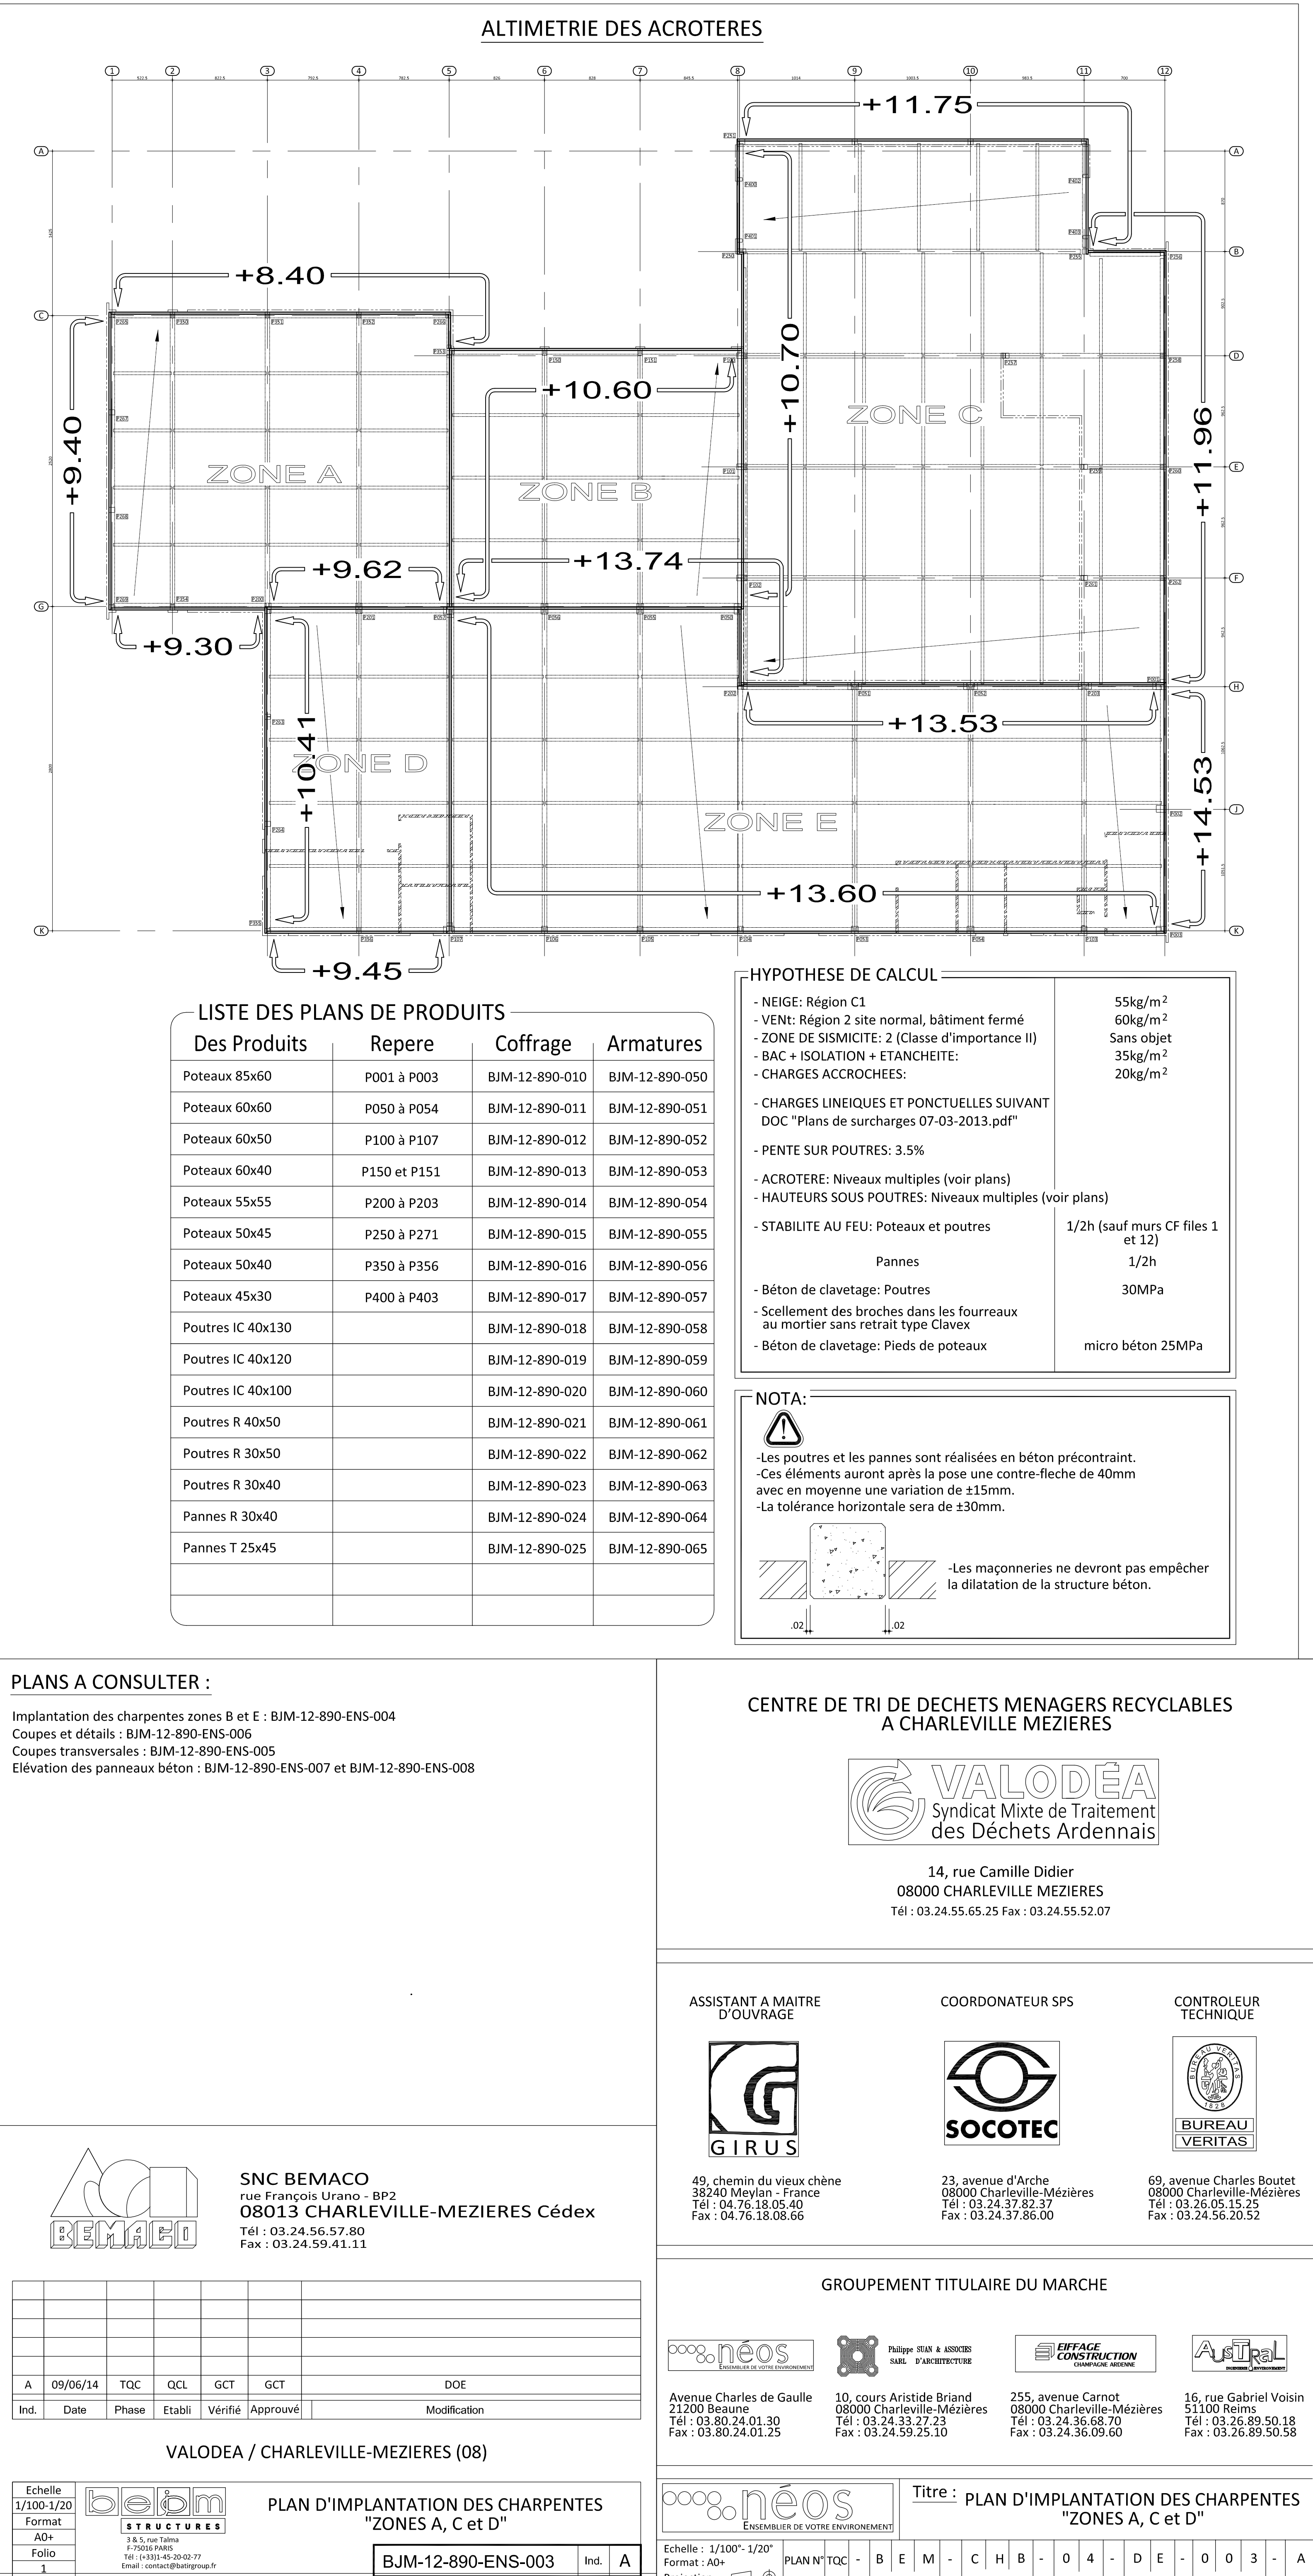 ALTIMETRIE DES ACROTERES
1 2 3 4 5 6 7 8 9 10 11 12
+11.75
A A
B
+8.40
C
D
+10.60
+10.70
ZONE C
+9.40
+11.96
ZONE A
ZONE B
E
+9.62
+13.74
F
G
+9.30
H
+13.53
+10.41
ZONE D
+14.53
J
ZONE E
+13.60
K K
+9.45
LISTE DES PLANS DE PRODUITS
Des Produits Repere Coffrage Armatures
Poteaux 85x60 P001 à P003 BJM-12-890-010 BJM-12-890-050
Poteaux 60x60 P050 à P054 BJM-12-890-011 BJM-12-890-051
Poteaux 60x50 P100 à P107 BJM-12-890-012 BJM-12-890-052
Poteaux 60x40 P150 et P151 BJM-12-890-013 BJM-12-890-053
Poteaux 55x55 P200 à P203 BJM-12-890-014 BJM-12-890-054
Poteaux 50x45 P250 à P271 BJM-12-890-015 BJM-12-890-055
Poteaux 50x40 P350 à P356 BJM-12-890-016 BJM-12-890-056
Poteaux 45x30 P400 à P403 BJM-12-890-017 BJM-12-890-057
Poutres IC 40x130 BJM-12-890-018 BJM-12-890-058
Poutres IC 40x120 BJM-12-890-019 BJM-12-890-059
Poutres IC 40x100 BJM-12-890-020 BJM-12-890-060
Poutres R 40x50 BJM-12-890-021 BJM-12-890-061
Poutres R 30x50 BJM-12-890-022 BJM-12-890-062
Poutres R 30x40 BJM-12-890-023 BJM-12-890-063
Pannes R 30x40 BJM-12-890-024 BJM-12-890-064
Pannes T 25x45 BJM-12-890-025 BJM-12-890-065
HYPOTHESE DE CALCUL
- NEIGE: Région C1 55kg/m2
- VENt: Région 2 site normal, bâtiment fermé 60kg/m2
- ZONE DE SISMICITE: 2 (Classe d'importance II) Sans objet
- BAC + ISOLATION + ETANCHEITE: 35kg/m2
- CHARGES ACCROCHEES: 20kg/m2
- CHARGES LINEIQUES ET PONCTUELLES SUIVANT
DOC "Plans de surcharges 07-03-2013.pdf"
- PENTE SUR POUTRES: 3.5%
- ACROTERE: Niveaux multiples (voir plans)
- HAUTEURS SOUS POUTRES: Niveaux multiples (voir plans)
- STABILITE AU FEU: Poteaux et poutres 1/2h (sauf murs CF files 1
et 12)
Pannes 1/2h
- Béton de clavetage: Poutres 30MPa
- Scellement des broches dans les fourreaux
au mortier sans retrait type Clavex
- Béton de clavetage: Pieds de poteaux micro béton 25MPa
NOTA:
!
-Les poutres et les pannes sont réalisées en béton précontraint.
-Ces éléments auront après la pose une contre-fleche de 40mm
avec en moyenne une variation de ±15mm.
-La tolérance horizontale sera de ±30mm.
-Les maçonneries ne devront pas empêcher
la dilatation de la structure béton.
.02 .02
PLANS A CONSULTER :
Implantation des charpentes zones B et E : BJM-12-890-ENS-004
Coupes et détails : BJM-12-890-ENS-006
Coupes transversales : BJM-12-890-ENS-005
Elévation des panneaux béton : BJM-12-890-ENS-007 et BJM-12-890-ENS-008
CENTRE DE TRI DE DECHETS MENAGERS RECYCLABLES
A CHARLEVILLE MEZIERES
VALODÉA
Syndicat Mixte de Traitement
des Déchets Ardennais
14, rue Camille Didier
08000 CHARLEVILLE MEZIERES
Tél : 03.24.55.65.25 Fax : 03.24.55.52.07
ASSISTANT A MAITRE
D'OUVRAGE
GIRUS
49, chemin du vieux chêne
38240 Meylan - France
Tél : 04.76.18.05.40
Fax : 04.76.18.08.66
COORDONATEUR SPS
SOCOTEC
23, avenue d'Arche
08000 Charleville-Mézières
Tél : 03.24.37.82.37
Fax : 03.24.37.86.00
CONTROLEUR
TECHNIQUE
BUREAU VERITAS
1828
BUREAU
VERITAS
69, avenue Charles Boutet
08000 Charleville-Mézières
Tél : 03.26.05.15.25
Fax : 03.24.56.20.52
BEMACO
SNC BEMACO
rue François Urano - BP2
08013 CHARLEVILLE-MEZIERES Cédex
Tél : 03.24.56.57.80
Fax : 03.24.59.41.11
GROUPEMENT TITULAIRE DU MARCHE
néos
ENSEMBLIER DE VOTRE ENVIRONEMENT
Avenue Charles de Gaulle
21200 Beaune
Tél : 03.80.24.01.30
Fax : 03.80.24.01.25
Philippe SUAN & ASSOCIES
SARL D'ARCHITECTURE
10, cours Aristide Briand
08000 Charleville-Mézières
Tél : 03.24.33.27.23
Fax : 03.24.59.25.10
EIFFAGE
CONSTRUCTION
CHAMPAGNE ARDENNE
255, avenue Carnot
08000 Charleville-Mézières
Tél : 03.24.36.68.70
Fax : 03.24.36.09.60
AusTRaL
INGENIERIE ENVIRONNEMENT
16, rue Gabriel Voisin
51100 Reims
Tél : 03.26.89.50.18
Fax : 03.26.89.50.58
A 09/06/14 TQC QCL GCT GCT DOE
Ind. Date Phase Etabli Vérifié Approuvé Modification
VALODEA / CHARLEVILLE-MEZIERES (08)
Echelle
1/100-1/20
Format
A0+
Folio
1
bejm
STRUCTURES
3 & 5, rue Talma
F-75016 PARIS
Tél : (+33)1-45-20-02-77
Email : contact@batirgroup.fr
PLAN D'IMPLANTATION DES CHARPENTES
"ZONES A, C et D"
BJM-12-890-ENS-003 Ind. A
néos
ENSEMBLIER DE VOTRE ENVIRONEMENT
Titre : PLAN D'IMPLANTATION DES CHARPENTES
"ZONES A, C et D"
Echelle : 1/100°- 1/20°
Format : A0+
PLAN N° TQC - B E M - C H B - 0 4 - D E - 0 0 3 - A